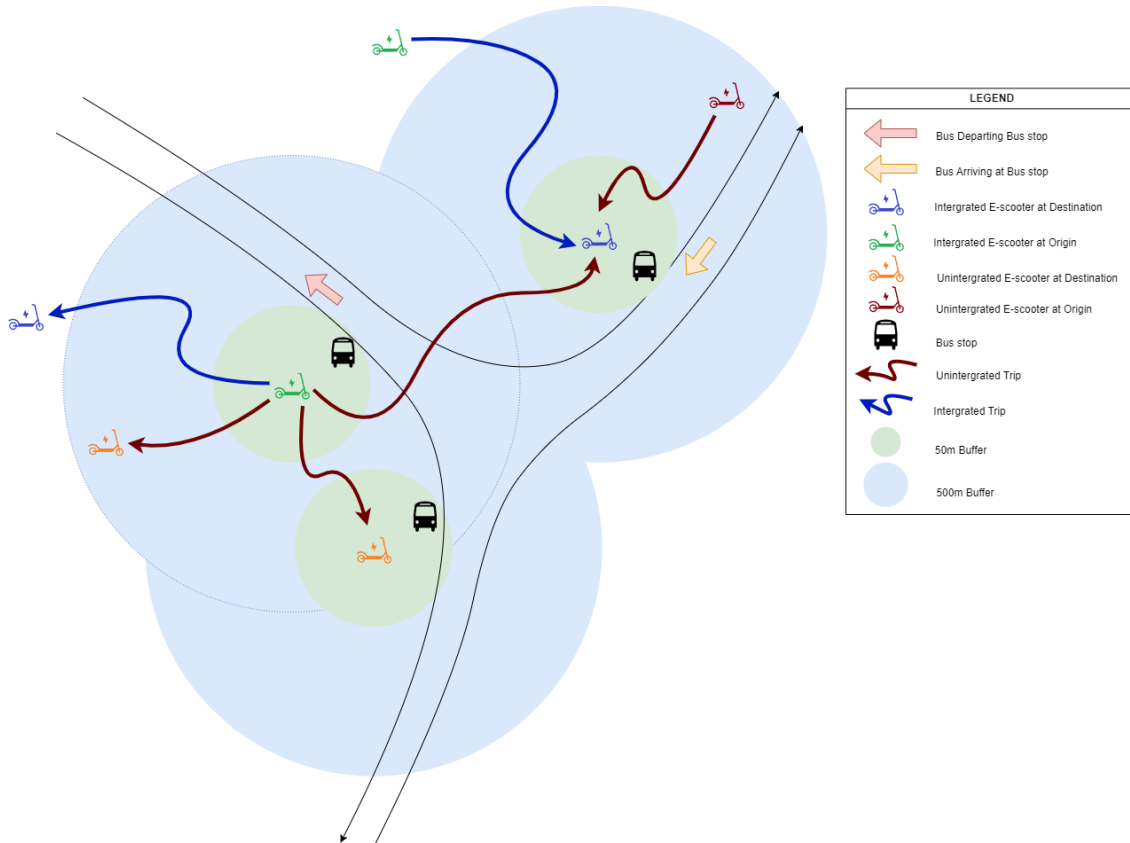 LEGEND
Bus Departing Bus stop
Bus Arriving at Bus stop
Intergrated E-scooter at Destination
Intergrated E-scooter at Origin
Unintergrated E-scooter at Destination
Unintergrated E-scooter at Origin
Bus stop
Unintergrated Trip
Intergrated Trip
50m Buffer
500m Buffer